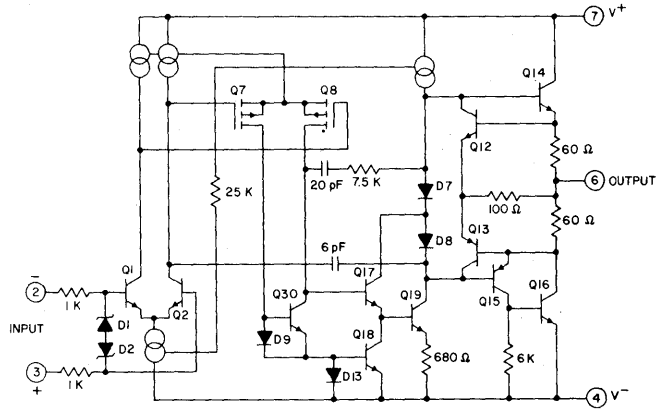 7 V+
Q7 Q8
Q14
Q12
60 Ω
25 K
20 pF 7.5 K
D7
6 OUTPUT
100 Ω
60 Ω
D8
Q13
6 pF
Q1
Q17
Q16
Q15
2 −
1 K
Q2
Q30
Q19
D1
INPUT
D9
Q18
D2
680 Ω
6 K
D13
3 +
1 K
4 V−